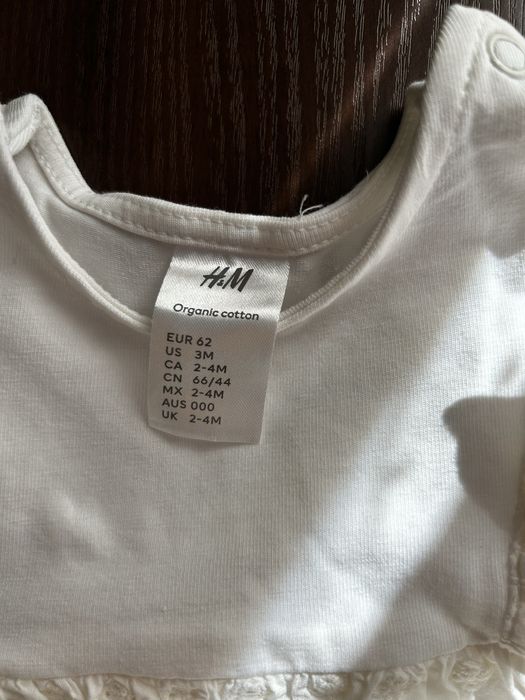 H&M
Organic cotton
EUR 62
US 3M
CA 2-4M
CN 66/44
MX 2-4M
AUS 000
UK 2-4M